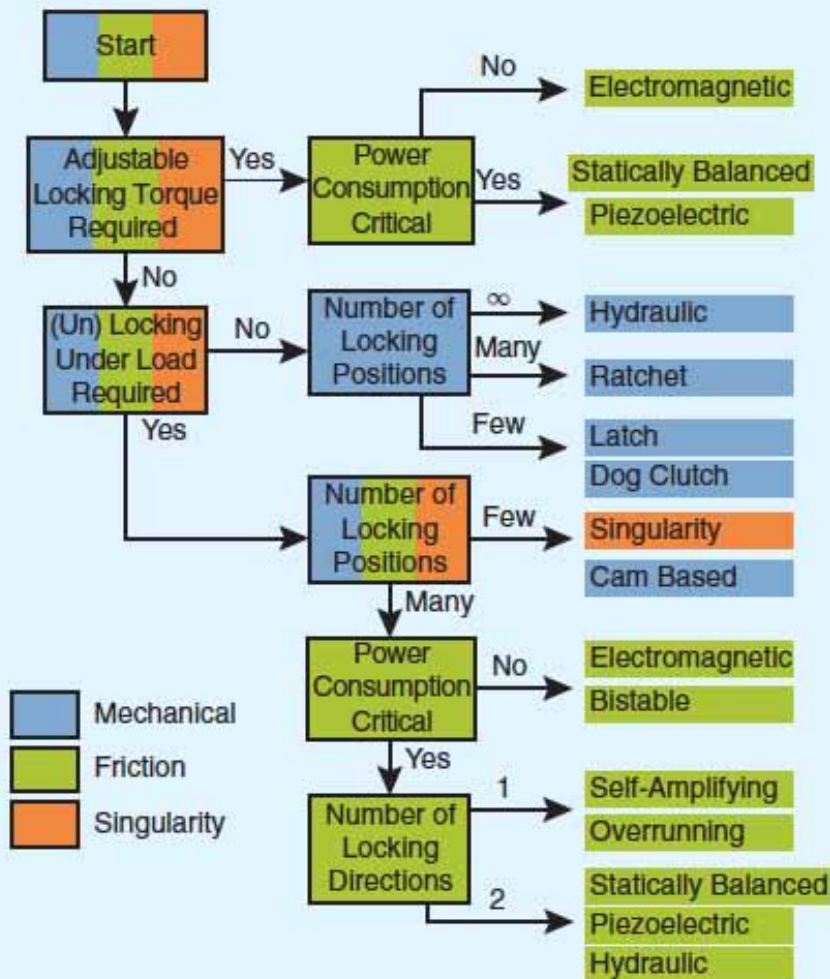 Start
No
Electromagnetic
Adjustable
Locking Torque
Required
Yes
Power
Consumption
Critical
Yes
Statically Balanced
Piezoelectric
No
(Un) Locking
Under Load
Required
No
Number of
Locking
Positions
∞
Hydraulic
Many
Ratchet
Few
Latch
Dog Clutch
Yes
Number of
Locking
Positions
Few
Singularity
Cam Based
Many
Power
Consumption
Critical
No
Electromagnetic
Bistable
Yes
Number of
Locking
Directions
1
Self-Amplifying
Overrunning
2
Statically Balanced
Piezoelectric
Hydraulic
Mechanical
Friction
Singularity